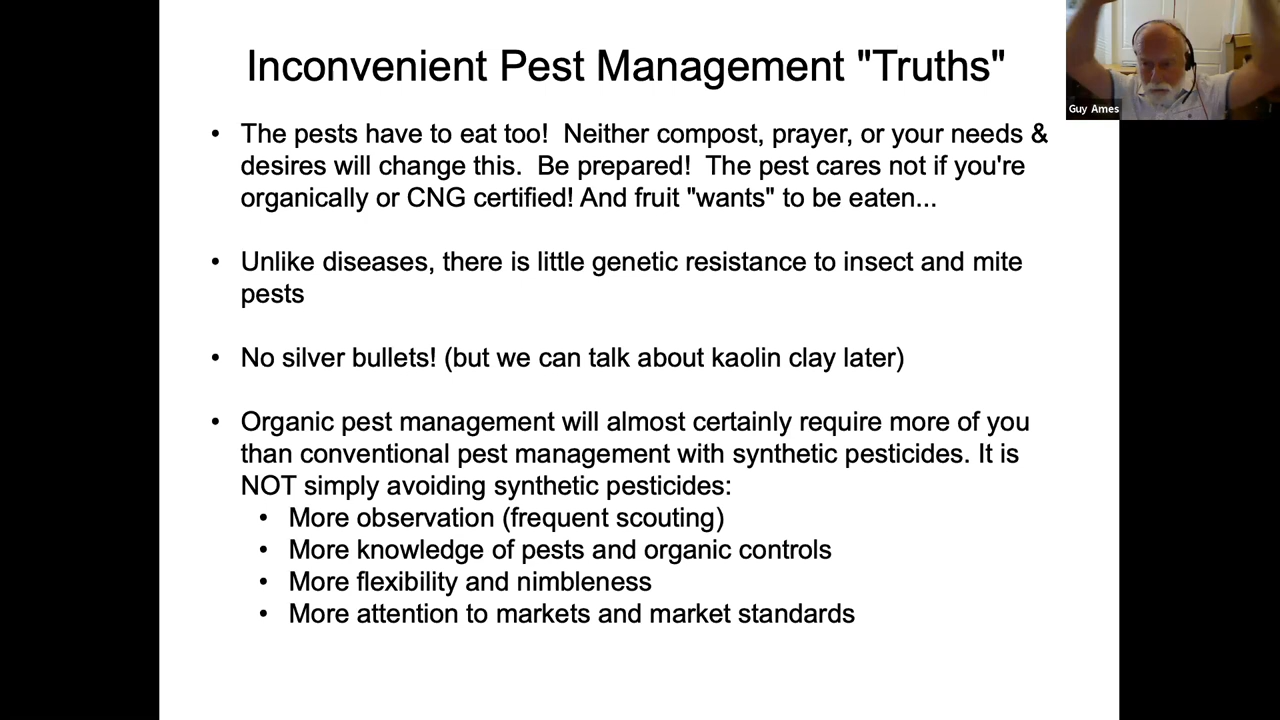 Inconvenient Pest Management "Truths"
Guy Ames
• The pests have to eat too!  Neither compost, prayer, or your needs &
desires will change this.  Be prepared!  The pest cares not if you're
organically or CNG certified! And fruit "wants" to be eaten...
• Unlike diseases, there is little genetic resistance to insect and mite
pests
• No silver bullets! (but we can talk about kaolin clay later)
• Organic pest management will almost certainly require more of you
than conventional pest management with synthetic pesticides. It is
NOT simply avoiding synthetic pesticides:
• More observation (frequent scouting)
• More knowledge of pests and organic controls
• More flexibility and nimbleness
• More attention to markets and market standards